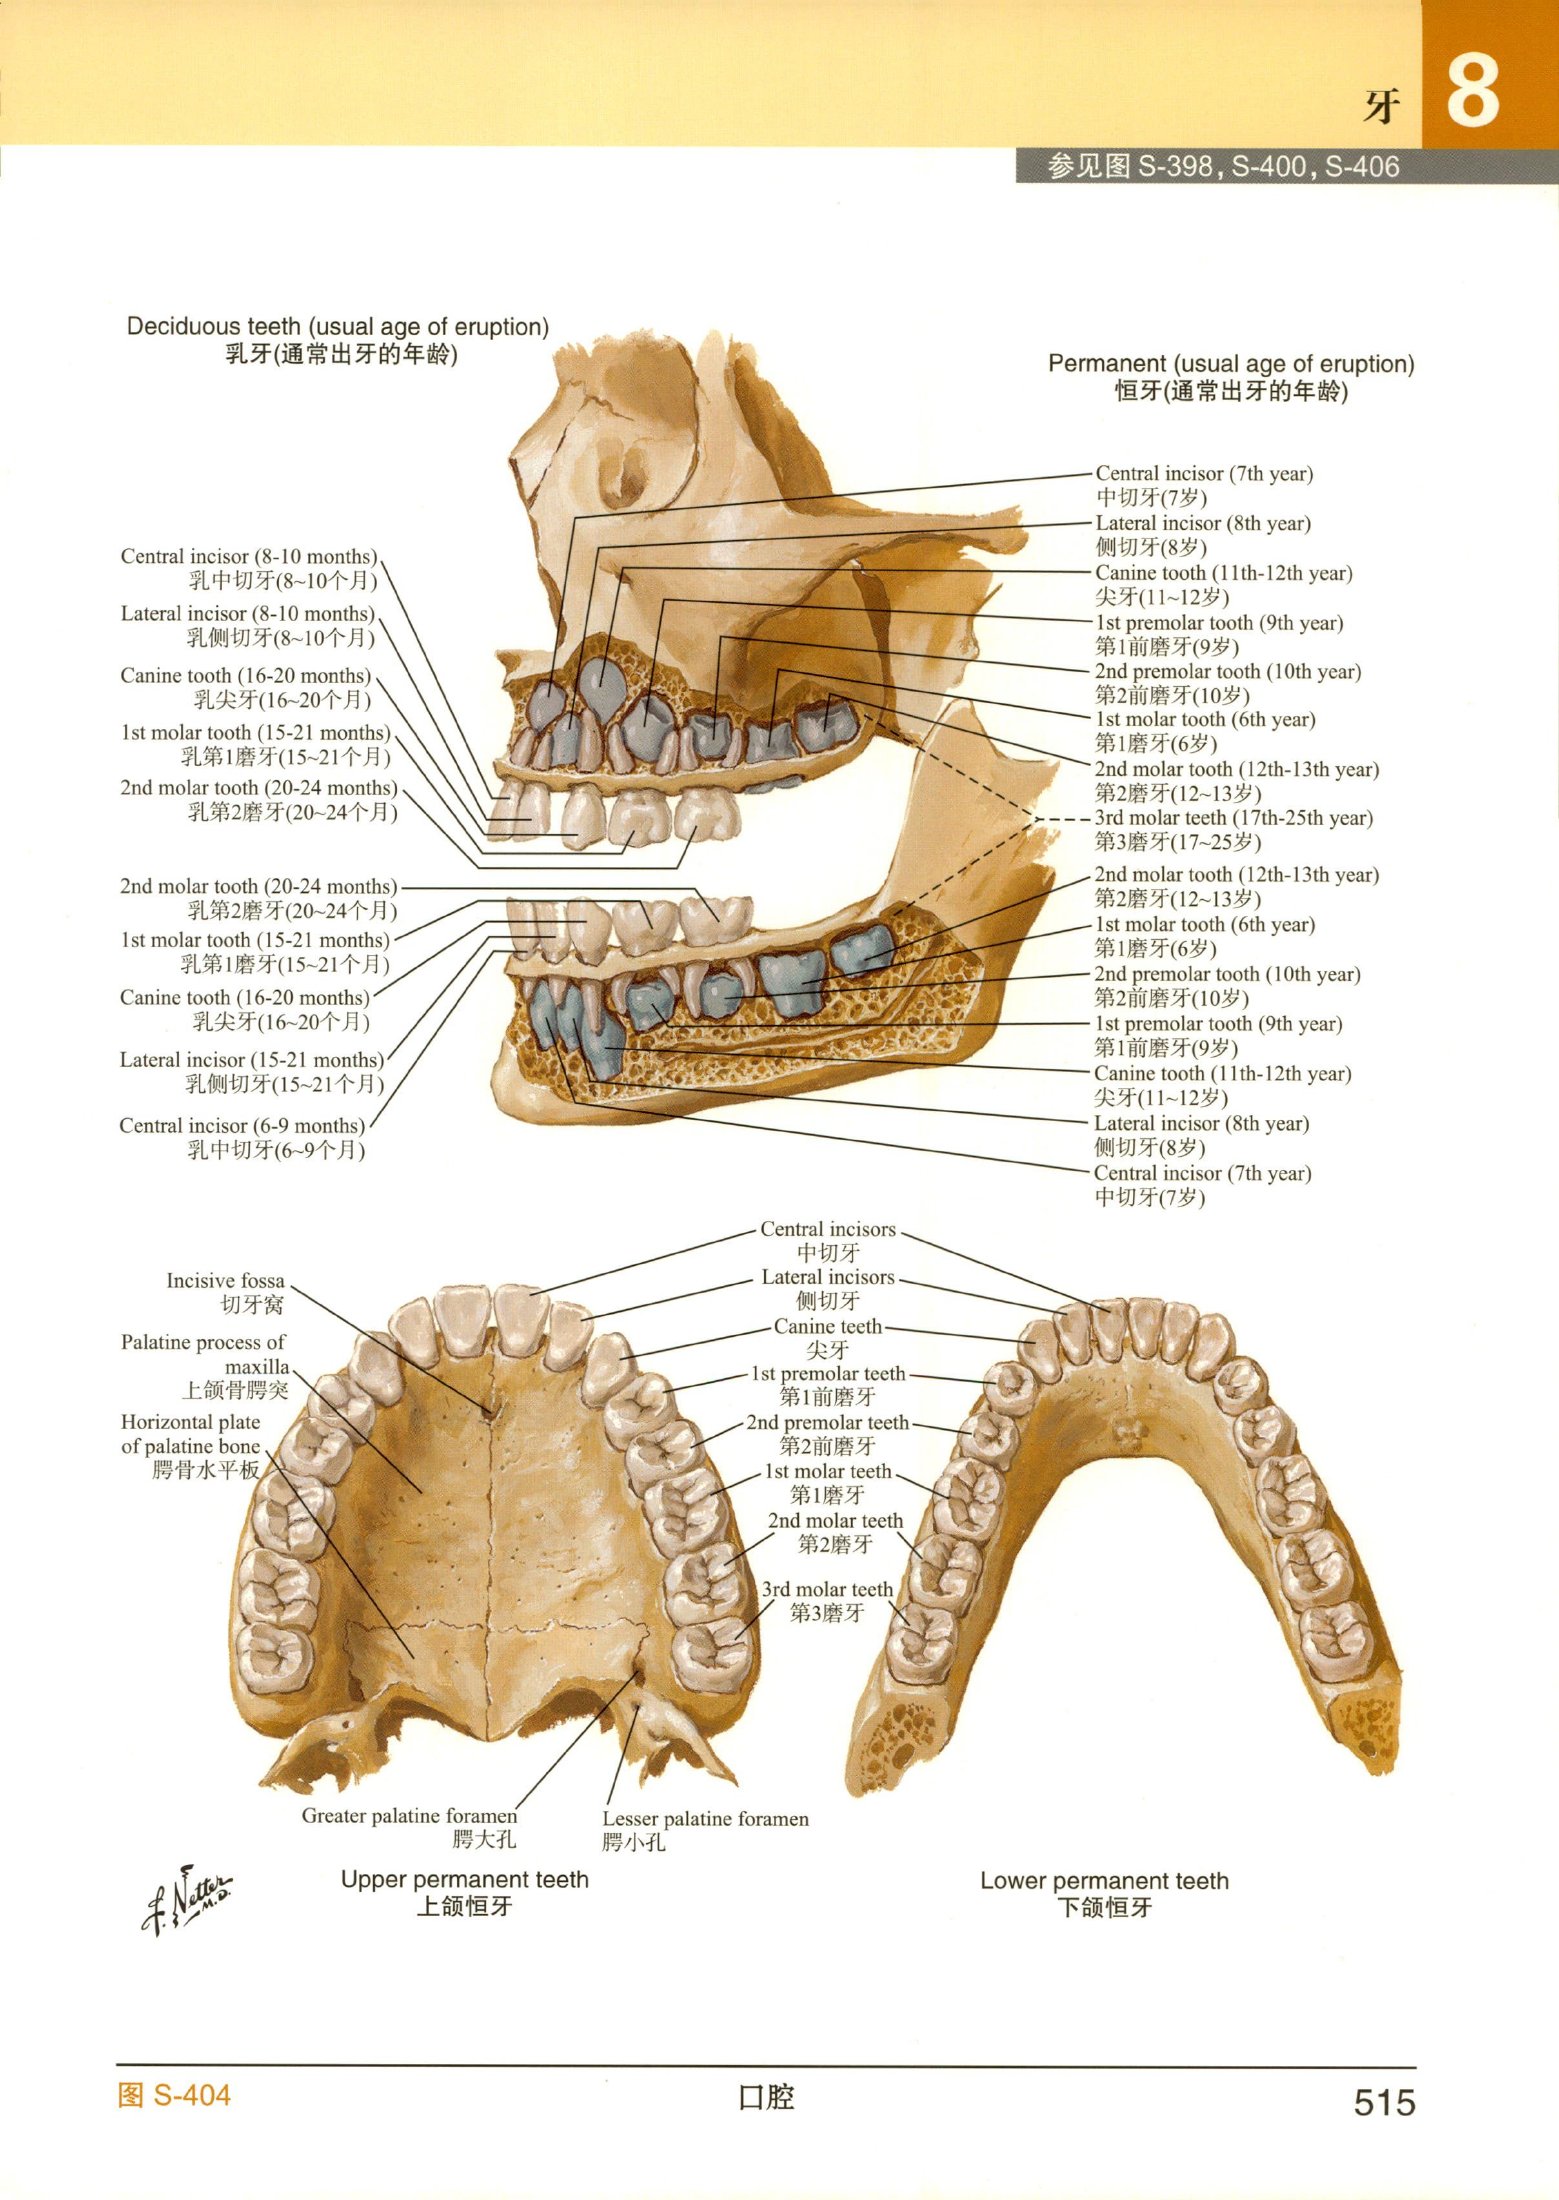 牙
8
参见图 S-398, S-400, S-406
Deciduous teeth (usual age of eruption)
乳牙(通常出牙的年龄)
Permanent (usual age of eruption)
恒牙(通常出牙的年龄)
Central incisor (8-10 months)
乳中切牙(8~10个月)
Lateral incisor (8-10 months)
乳侧切牙(8~10个月)
Canine tooth (16-20 months)
乳尖牙(16~20个月)
1st molar tooth (15-21 months)
乳第1磨牙(15~21个月)
2nd molar tooth (20-24 months)
乳第2磨牙(20~24个月)
2nd molar tooth (20-24 months)
乳第2磨牙(20~24个月)
1st molar tooth (15-21 months)
乳第1磨牙(15~21个月)
Canine tooth (16-20 months)
乳尖牙(16~20个月)
Lateral incisor (15-21 months)
乳侧切牙(15~21个月)
Central incisor (6-9 months)
乳中切牙(6~9个月)
Central incisor (7th year)
中切牙(7岁)
Lateral incisor (8th year)
侧切牙(8岁)
Canine tooth (11th-12th year)
尖牙(11~12岁)
1st premolar tooth (9th year)
第1前磨牙(9岁)
2nd premolar tooth (10th year)
第2前磨牙(10岁)
1st molar tooth (6th year)
第1磨牙(6岁)
2nd molar tooth (12th-13th year)
第2磨牙(12~13岁)
3rd molar teeth (17th-25th year)
第3磨牙(17~25岁)
2nd molar tooth (12th-13th year)
第2磨牙(12~13岁)
1st molar tooth (6th year)
第1磨牙(6岁)
2nd premolar tooth (10th year)
第2前磨牙(10岁)
1st premolar tooth (9th year)
第1前磨牙(9岁)
Canine tooth (11th-12th year)
尖牙(11~12岁)
Lateral incisor (8th year)
侧切牙(8岁)
Central incisor (7th year)
中切牙(7岁)
Incisive fossa
切牙窝
Palatine process of
maxilla
上颌骨腭突
Horizontal plate
of palatine bone
腭骨水平板
Central incisors
中切牙
Lateral incisors
侧切牙
Canine teeth
尖牙
1st premolar teeth
第1前磨牙
2nd premolar teeth
第2前磨牙
1st molar teeth
第1磨牙
2nd molar teeth
第2磨牙
3rd molar teeth
第3磨牙
Greater palatine foramen
腭大孔
Lesser palatine foramen
腭小孔
F. Netter
M.D.
Upper permanent teeth
上颌恒牙
Lower permanent teeth
下颌恒牙
图 S-404
口腔
515